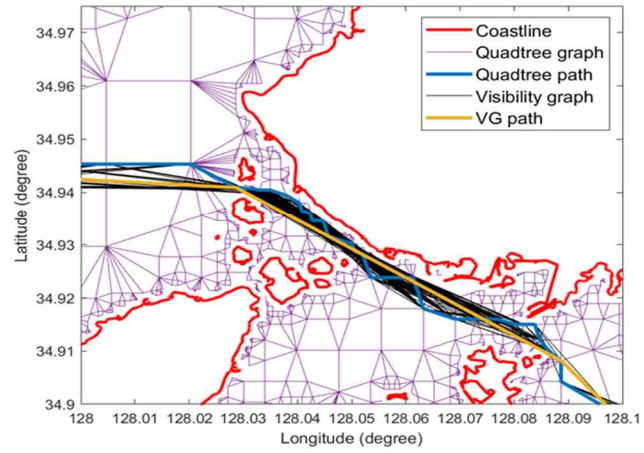 34.97
34.96
34.95
34.94
34.93
34.92
34.91
34.9
Latitude (degree)
Coastline
Quadtree graph
Quadtree path
Visibility graph
VG path
128 128.01 128.02 128.03 128.04 128.05 128.06 128.07 128.08 128.09 128.1
Longitude (degree)